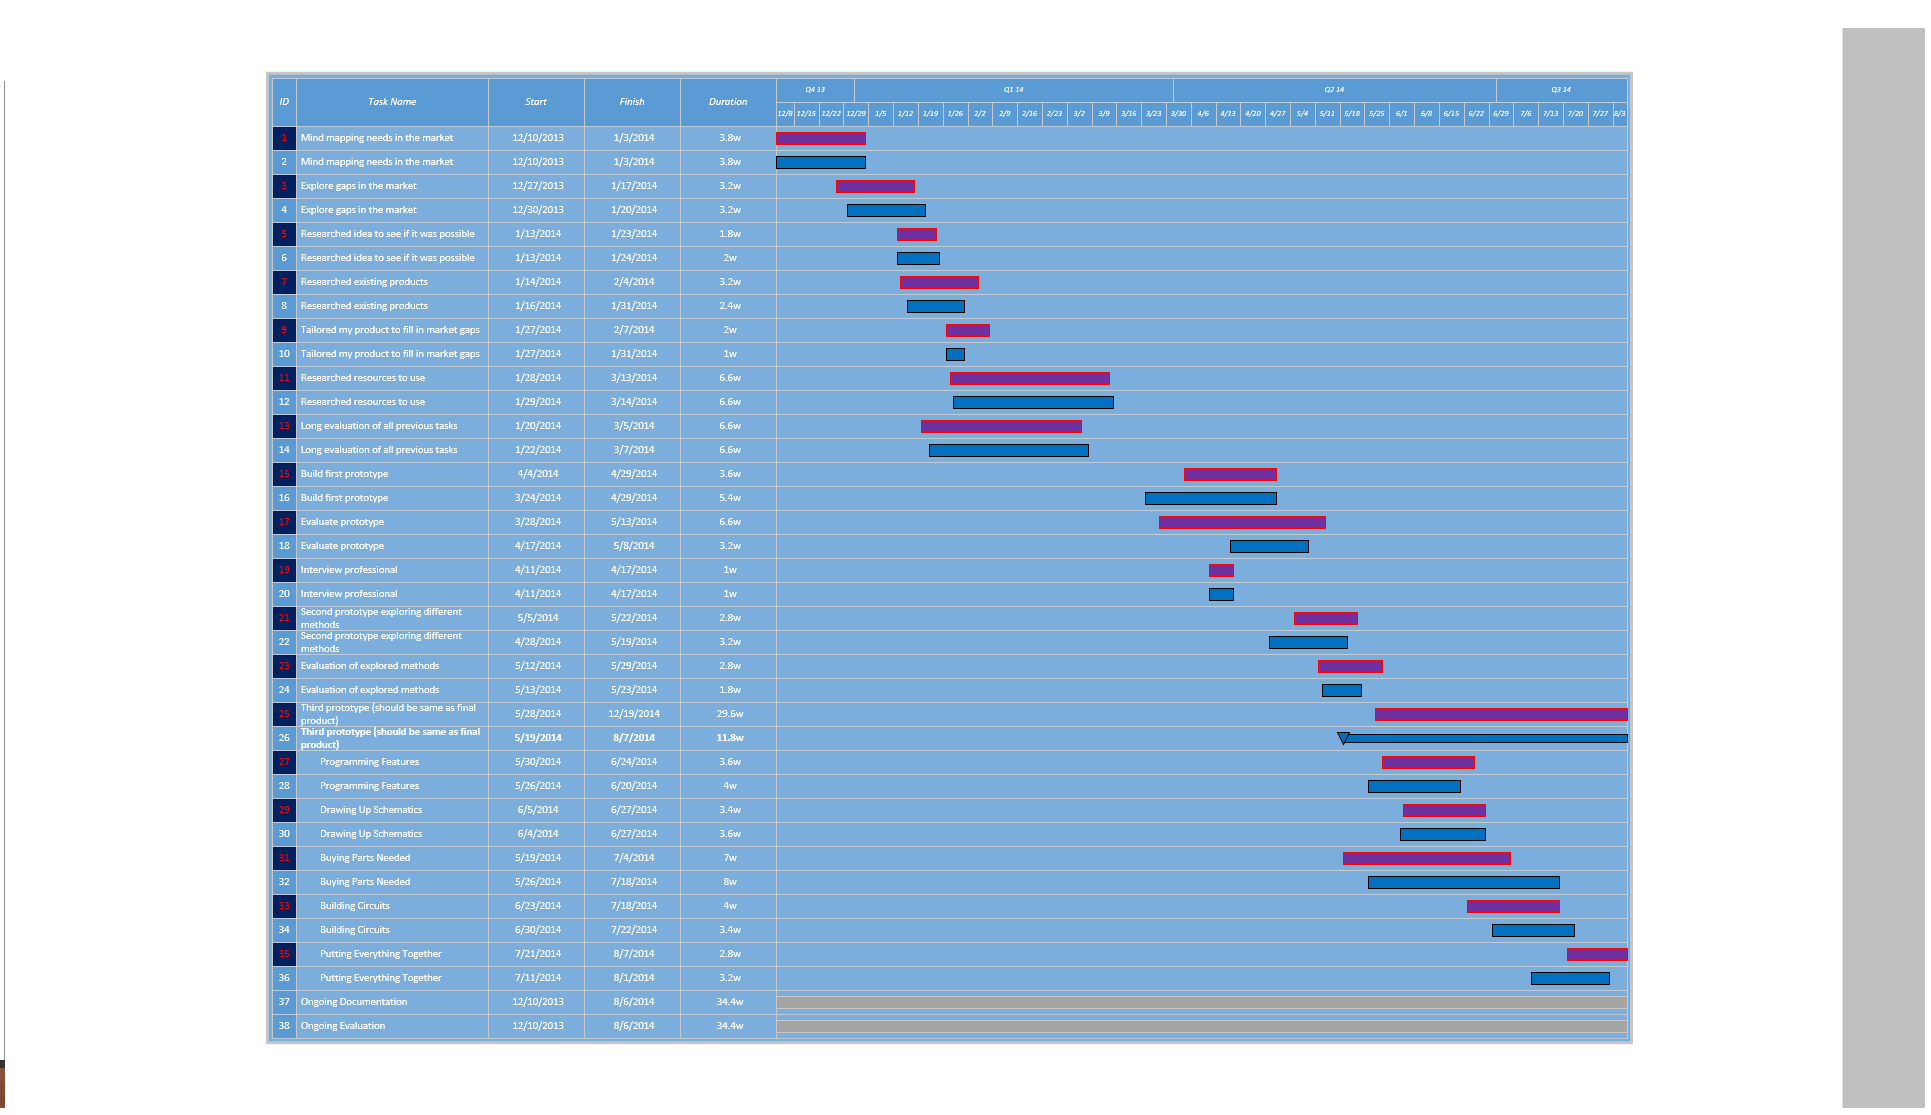 ID Task Name Start Finish Duration Q4 13 Q1 14 Q2 14 Q3 14
12/8 12/15 12/22 12/29 1/5 1/12 1/19 1/26 2/2 2/9 2/16 2/23 3/2 3/9 3/16 3/23 3/30 4/6 4/13 4/20 4/27 5/4 5/11 5/18 5/25 6/1 6/8 6/15 6/22 6/29 7/6 7/13 7/20 7/27 8/3
1 Mind mapping needs in the market 12/10/2013 1/3/2014 3.8w
2 Mind mapping needs in the market 12/10/2013 1/3/2014 3.8w
3 Explore gaps in the market 12/27/2013 1/17/2014 3.2w
4 Explore gaps in the market 12/30/2013 1/20/2014 3.2w
5 Researched idea to see if it was possible 1/13/2014 1/23/2014 1.8w
6 Researched idea to see if it was possible 1/13/2014 1/24/2014 2w
7 Researched existing products 1/14/2014 2/4/2014 3.2w
8 Researched existing products 1/16/2014 1/31/2014 2.4w
9 Tailored my product to fill in market gaps 1/27/2014 2/7/2014 2w
10 Tailored my product to fill in market gaps 1/27/2014 1/31/2014 1w
11 Researched resources to use 1/28/2014 3/13/2014 6.6w
12 Researched resources to use 1/29/2014 3/14/2014 6.6w
13 Long evaluation of all previous tasks 1/20/2014 3/5/2014 6.6w
14 Long evaluation of all previous tasks 1/22/2014 3/7/2014 6.6w
15 Build first prototype 4/4/2014 4/29/2014 3.6w
16 Build first prototype 3/24/2014 4/29/2014 5.4w
17 Evaluate prototype 3/28/2014 5/13/2014 6.6w
18 Evaluate prototype 4/17/2014 5/8/2014 3.2w
19 Interview professional 4/11/2014 4/17/2014 1w
20 Interview professional 4/11/2014 4/17/2014 1w
21 Second prototype exploring different
methods 5/5/2014 5/22/2014 2.8w
22 Second prototype exploring different
methods 4/28/2014 5/19/2014 3.2w
23 Evaluation of explored methods 5/12/2014 5/29/2014 2.8w
24 Evaluation of explored methods 5/13/2014 5/23/2014 1.8w
25 Third prototype (should be same as final
product) 5/28/2014 12/19/2014 29.6w
26 Third prototype (should be same as final
product) 5/19/2014 8/7/2014 11.8w
27 Programming Features 5/30/2014 6/24/2014 3.6w
28 Programming Features 5/26/2014 6/20/2014 4w
29 Drawing Up Schematics 6/5/2014 6/27/2014 3.4w
30 Drawing Up Schematics 6/4/2014 6/27/2014 3.6w
31 Buying Parts Needed 5/19/2014 7/4/2014 7w
32 Buying Parts Needed 5/26/2014 7/18/2014 8w
33 Building Circuits 6/23/2014 7/18/2014 4w
34 Building Circuits 6/30/2014 7/22/2014 3.4w
35 Putting Everything Together 7/21/2014 8/7/2014 2.8w
36 Putting Everything Together 7/11/2014 8/1/2014 3.2w
37 Ongoing Documentation 12/10/2013 8/6/2014 34.4w
38 Ongoing Evaluation 12/10/2013 8/6/2014 34.4w